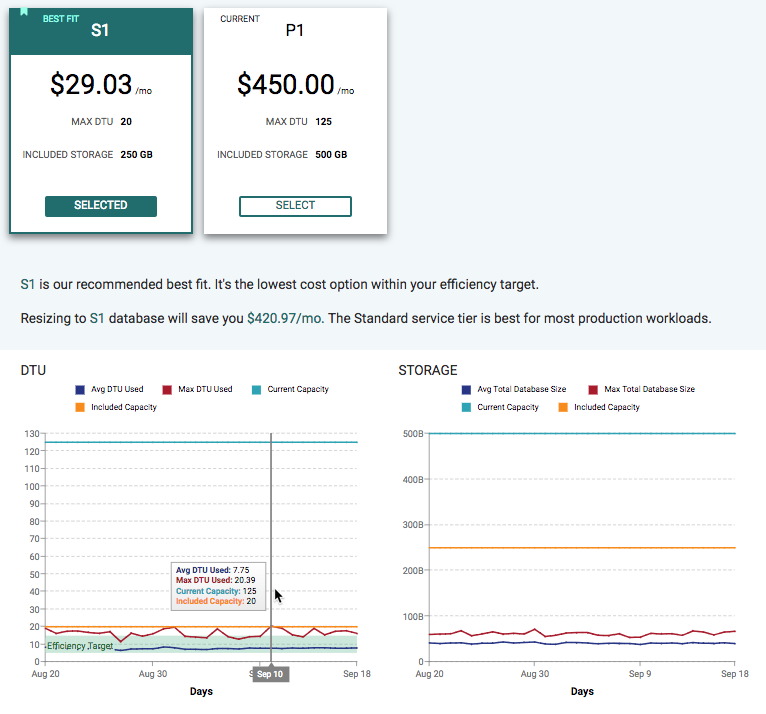 BEST FIT
S1
$29.03 /mo
MAX DTU 20
INCLUDED STORAGE 250 GB
SELECTED
CURRENT
P1
$450.00 /mo
MAX DTU 125
INCLUDED STORAGE 500 GB
SELECT
S1 is our recommended best fit. It's the lowest cost option within your efficiency target.
Resizing to S1 database will save you $420.97/mo. The Standard service tier is best for most production workloads.
DTU
Avg DTU Used Max DTU Used Current Capacity
Included Capacity
130
120
110
100
90
80
70
60
50
40
30
20
10
0
Avg DTU Used: 7.75
Max DTU Used: 20.39
Current Capacity: 125
Included Capacity: 20
Efficiency Target
Aug 20 Aug 30 Sep 10 Sep 18
Days
STORAGE
Avg Total Database Size Max Total Database Size
Current Capacity Included Capacity
500B
400B
300B
200B
100B
0
Aug 20 Aug 30 Sep 9 Sep 18
Days